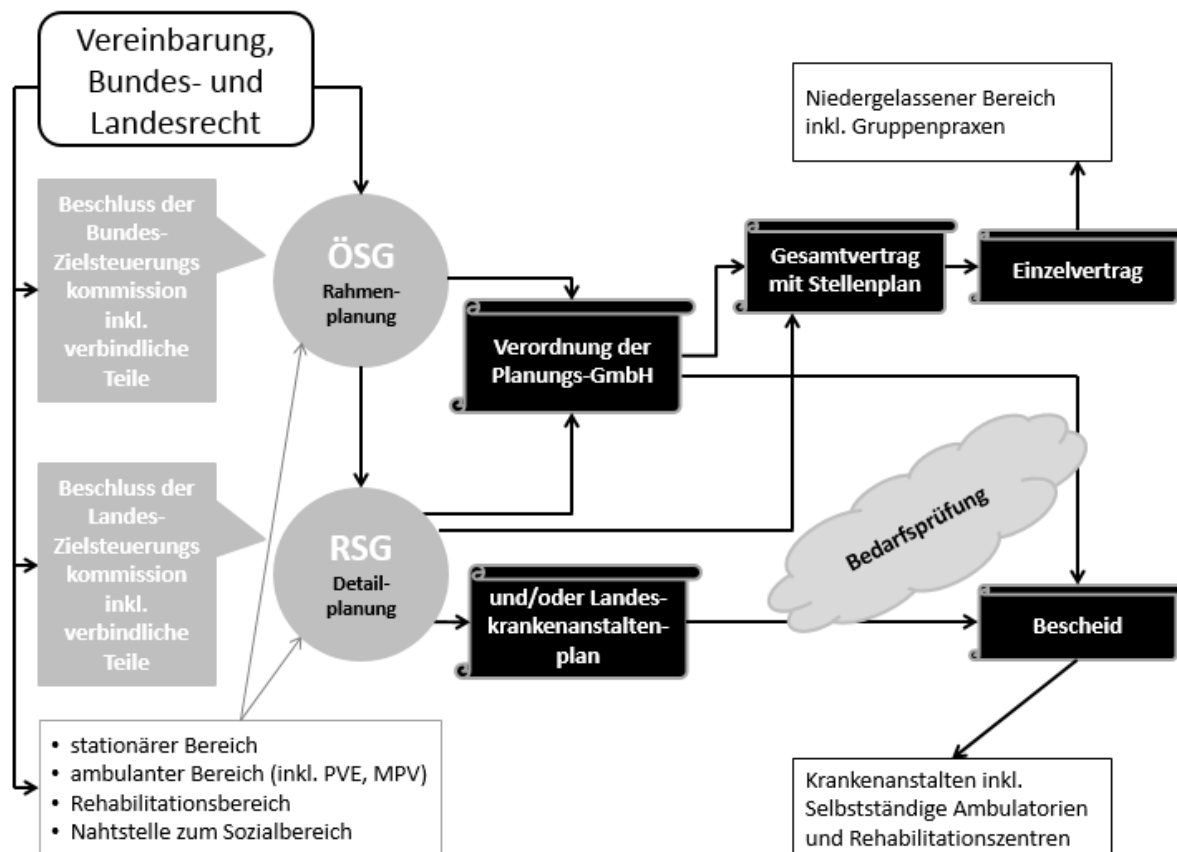 Vereinbarung,
Bundes- und
Landesrecht
Niedergelassener Bereich
inkl. Gruppenpraxen
Beschluss der
Bundes-
Zielsteuerungs
kommission
inkl.
verbindliche
Teile
ÖSG
Rahmen-
planung
Verordnung der
Planungs-GmbH
Gesamtvertrag
mit Stellenplan
Einzelvertrag
Beschluss der
Landes-
Zielsteuerungs
kommission
inkl.
verbindliche
Teile
RSG
Detail-
planung
und/oder Landes-
krankenanstalten-
plan
Bedarfsprüfung
Bescheid
• stationärer Bereich
• ambulanter Bereich (inkl. PVE, MPV)
• Rehabilitationsbereich
• Nahtstelle zum Sozialbereich
Krankenanstalten inkl.
Selbstständige Ambulatorien
und Rehabilitationszentren